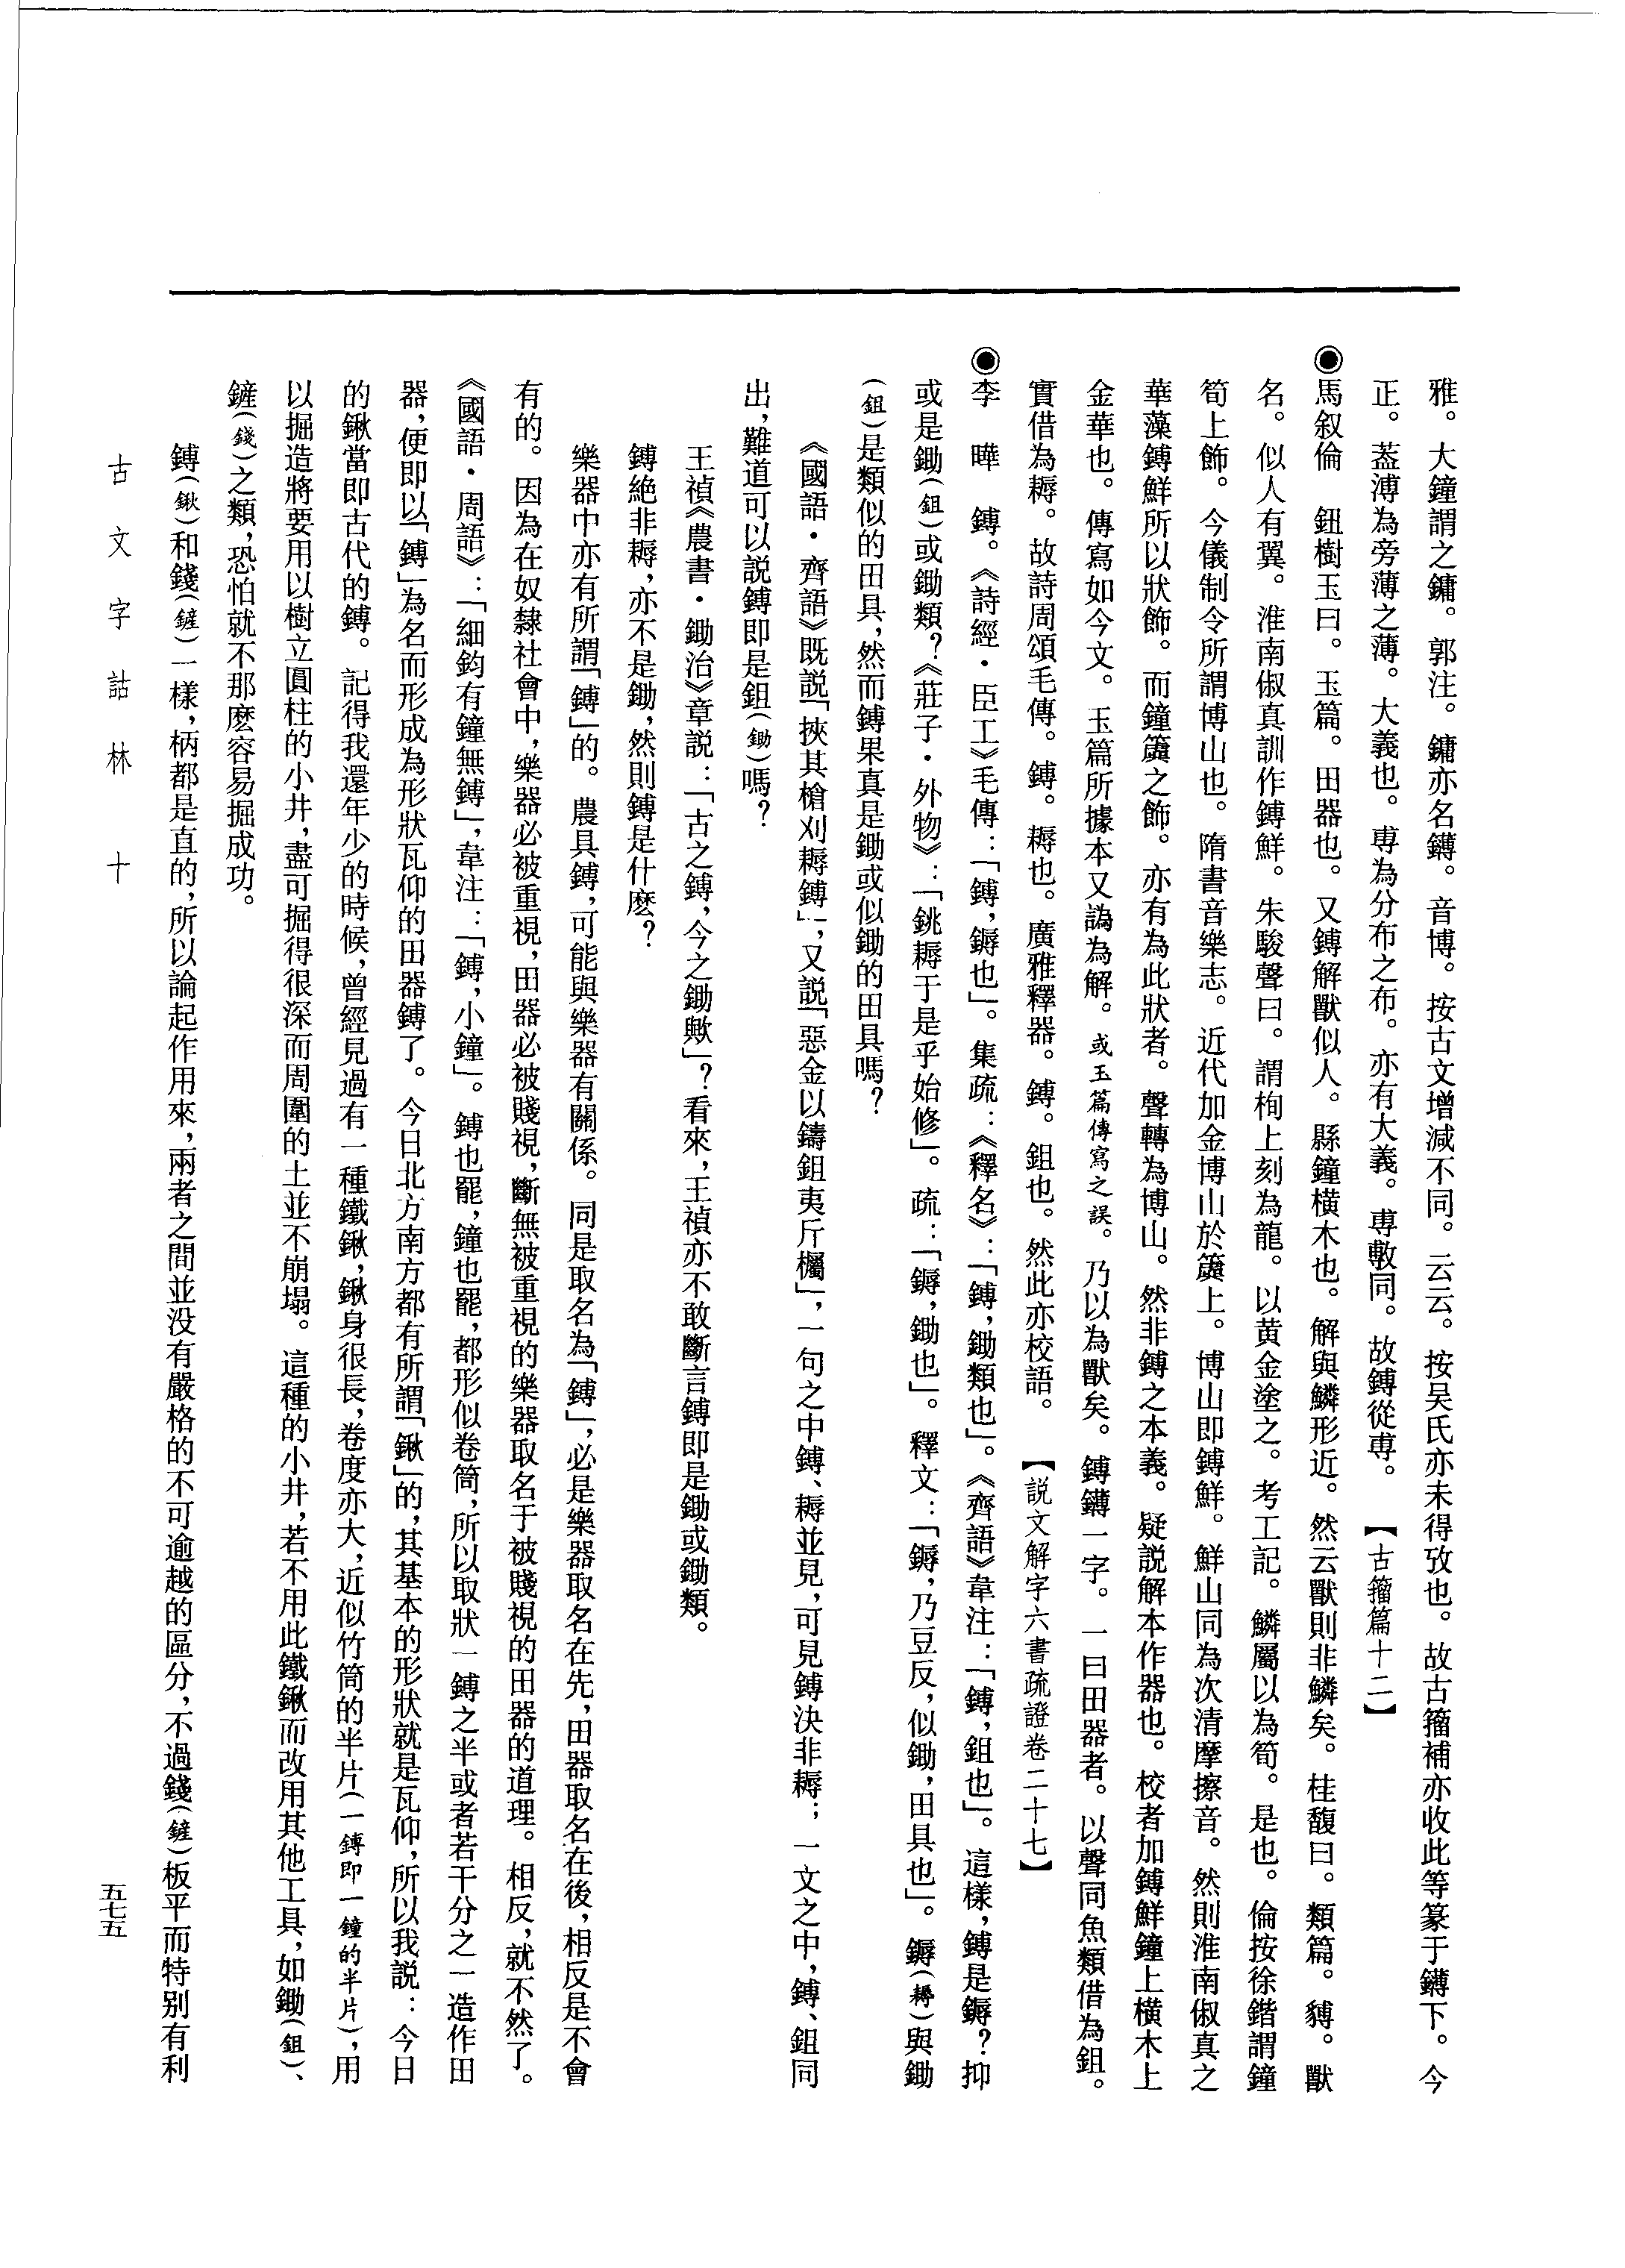 雅。大鐘謂之鏞。郭注。鏞亦名鑮。音博。按古文增減不同。云云。按吴氏亦未得攷也。故古籀補亦收此等篆于鑮下。今
正。葢溥為旁薄之薄。大義也。尃為分布之布。亦有大義。尃敷同。故鎛從尃。　【古籀篇十二】
◉馬叙倫　鈕樹玉曰。玉篇。田器也。又鎛解獸似人。縣鐘横木也。解與鱗形近。然云獸則非鱗矣。桂馥曰。類篇。猼。獸
名。似人有翼。淮南俶真訓作鎛鮮。朱駿聲曰。謂栒上刻為龍。以黄金塗之。考工記。鱗屬以為筍。是也。倫按徐鍇謂鐘
筍上飾。今儀制令所謂博山也。隋書音樂志。近代加金博山於簴上。博山即鎛鮮。鮮山同為次清摩擦音。然則淮南俶真之
華藻鎛鮮所以狀飾。而鐘簴之飾。亦有為此狀者。聲轉為博山。然非鎛之本義。疑説解本作器也。校者加鎛鮮鐘上横木上
金華也。傳寫如今文。玉篇所據本又譌為解。或玉篇傳寫之誤。乃以為獸矣。鎛鑮一字。一曰田器者。以聲同魚類借為鉏。
實借為耨。故詩周頌毛傳。鎛。耨也。廣雅釋器。鎛。鉏也。然此亦校語。　【説文解字六書疏證卷二十七】
◉李　曄　鎛。《詩經・臣工》毛傳：「鎛，鎒也」。集疏：《釋名》：「鎛，鋤類也」。《齊語》韋注：「鎛，鉏也」。這樣，鎛是鎒？抑
或是鋤（鉏）或鋤類？《莊子・外物》：「銚耨于是乎始修」。疏：「鎒，鋤也」。釋文：「鎒，乃豆反，似鋤，田具也」。鎒（耨）與鋤
（鉏）是類似的田具，然而鎛果真是鋤或似鋤的田具嗎？
《國語・齊語》既説「挾其槍刈耨鎛」，又説「惡金以鑄鉏夷斤欘」，一句之中鎛、耨並見，可見鎛決非耨；一文之中，鎛、鉏同
出，難道可以説鎛即是鉏（鋤）嗎？
王禎《農書・鋤治》章説：「古之鎛，今之鋤歟」？看來，王禎亦不敢斷言鎛即是鋤或鋤類。
鎛絶非耨，亦不是鋤，然則鎛是什麽？
樂器中亦有所謂「鎛」的。農具鎛，可能與樂器有關係。同是取名為「鎛」，必是樂器取名在先，田器取名在後，相反是不會
有的。因為在奴隸社會中，樂器必被重視，田器必被賤視，斷無被重視的樂器取名于被賤視的田器的道理。相反，就不然了。
《國語・周語》：「細鈞有鐘無鎛」，韋注：「鎛，小鐘」。鎛也罷，鐘也罷，都形似卷筒，所以取狀一鎛之半或者若干分之一造作田
器，便即以「鎛」為名而形成為形狀瓦仰的田器鎛了。今日北方南方都有所謂「鍬」的，其基本的形狀就是瓦仰，所以我説：今日
的鍬當即古代的鎛。記得我還年少的時候，曾經見過有一種鐵鍬，鍬身很長，卷度亦大，近似竹筒的半片（一鎛即一鐘的半片），用
以掘造將要用以樹立圓柱的小井，盡可掘得很深而周圍的土並不崩塌。這種的小井，若不用此鐵鍬而改用其他工具，如鋤（鉏）、
鏟（錢）之類，恐怕就不那麽容易掘成功。
鎛（鍬）和錢（鏟）一樣，柄都是直的，所以論起作用來，兩者之間並没有嚴格的不可逾越的區分，不過錢（鏟）板平而特别有利
古文字詁林　十
五七五